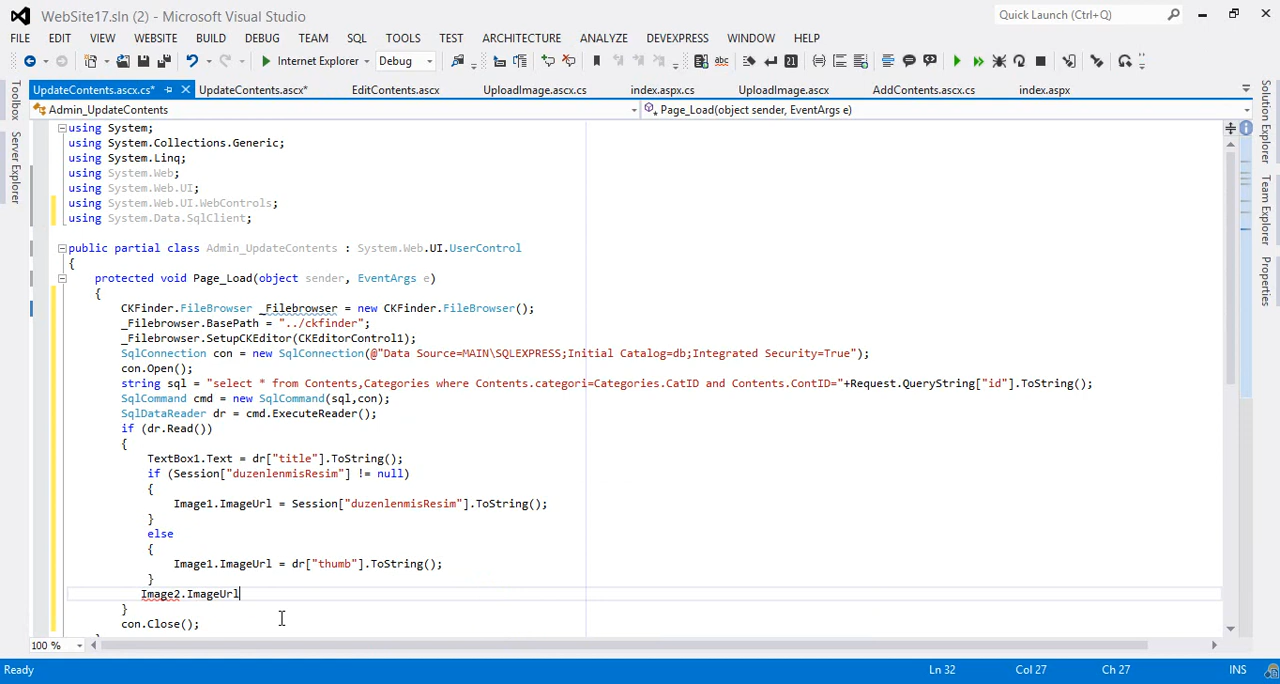 WebSite17.sln (2) - Microsoft Visual Studio
Quick Launch (Ctrl+Q)
FILE EDIT VIEW WEBSITE BUILD DEBUG TEAM SQL TOOLS TEST ARCHITECTURE ANALYZE DEVEXPRESS WINDOW HELP
Internet Explorer Debug
UpdateContents.ascx.cs* UpdateContents.ascx* EditContents.ascx UploadImage.ascx.cs index.aspx.cs UploadImage.ascx AddContents.ascx.cs index.aspx
Admin_UpdateContents Page_Load(object sender, EventArgs e)
Toolbox
Server Explorer
Solution Explorer
Team Explorer
Properties
using System;
using System.Collections.Generic;
using System.Linq;
using System.Web;
using System.Web.UI;
using System.Web.UI.WebControls;
using System.Data.SqlClient;
public partial class Admin_UpdateContents : System.Web.UI.UserControl
{
protected void Page_Load(object sender, EventArgs e)
{
CKFinder.FileBrowser _Filebrowser = new CKFinder.FileBrowser();
_Filebrowser.BasePath = "../ckfinder";
_Filebrowser.SetupCKEditor(CKEditorControl1);
SqlConnection con = new SqlConnection(@"Data Source=MAIN\SQLEXPRESS;Initial Catalog=db;Integrated Security=True");
con.Open();
string sql = "select * from Contents,Categories where Contents.categori=Categories.CatID and Contents.ContID="+Request.QueryString["id"].ToString();
SqlCommand cmd = new SqlCommand(sql,con);
SqlDataReader dr = cmd.ExecuteReader();
if (dr.Read())
{
TextBox1.Text = dr["title"].ToString();
if (Session["duzenlenmisResim"] != null)
{
Image1.ImageUrl = Session["duzenlenmisResim"].ToString();
}
else
{
Image1.ImageUrl = dr["thumb"].ToString();
}
Image2.ImageUrl
}
con.Close();
100 %
Ready Ln 32 Col 27 Ch 27 INS